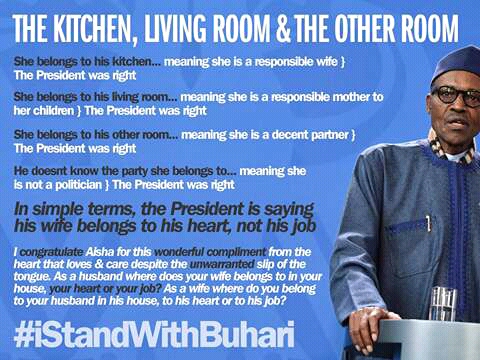 THE KITCHEN, LIVING ROOM & THE OTHER ROOM
She belongs to his kitchen... meaning she is a responsible wife }
The President was right
She belongs to his living room... meaning she is a responsible mother to
her children } The President was right
She belongs to his other room... meaning she is a decent partner }
The President was right
He doesnt know the party she belongs to... meaning she
is not a politician } The President was right
In simple terms, the President is saying
his wife belongs to his heart, not his job
I congratulate Aisha for this wonderful compliment from the
heart that loves & care despite the unwarranted slip of the
tongue. As a husband where does your wife belongs to in your
house, your heart or your job? As a wife where do you belong
to your husband in his house, to his heart or to his job?
#iStandWithBuhari